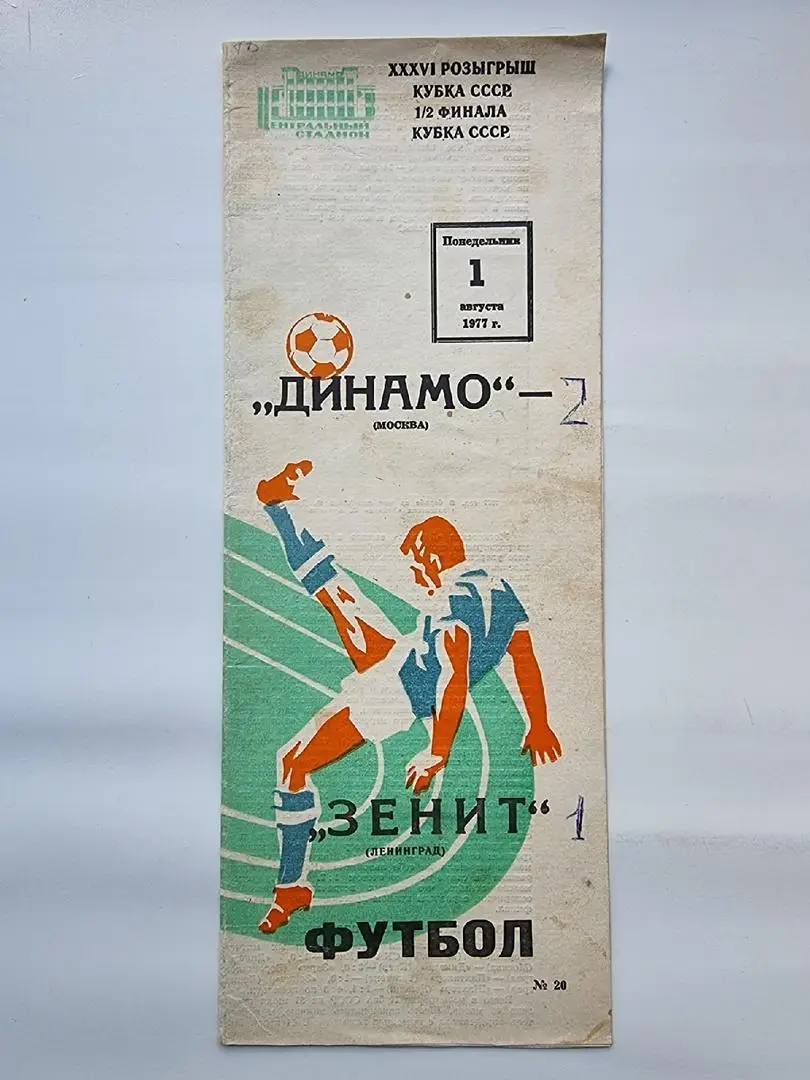 ДИНАМО
ЦЕНТРАЛЬНЫЙ
СТАДИОН
XXXVI РОЗЫГРЫШ
КУБКА СССР.
1/2 ФИНАЛА
КУБКА СССР.
Понедельник
1
августа
1977 г.
„ДИНАМО“ — 2
(МОСКВА)
„ЗЕНИТ“ 1
(ЛЕНИНГРАД)
ФУТБОЛ
№ 20